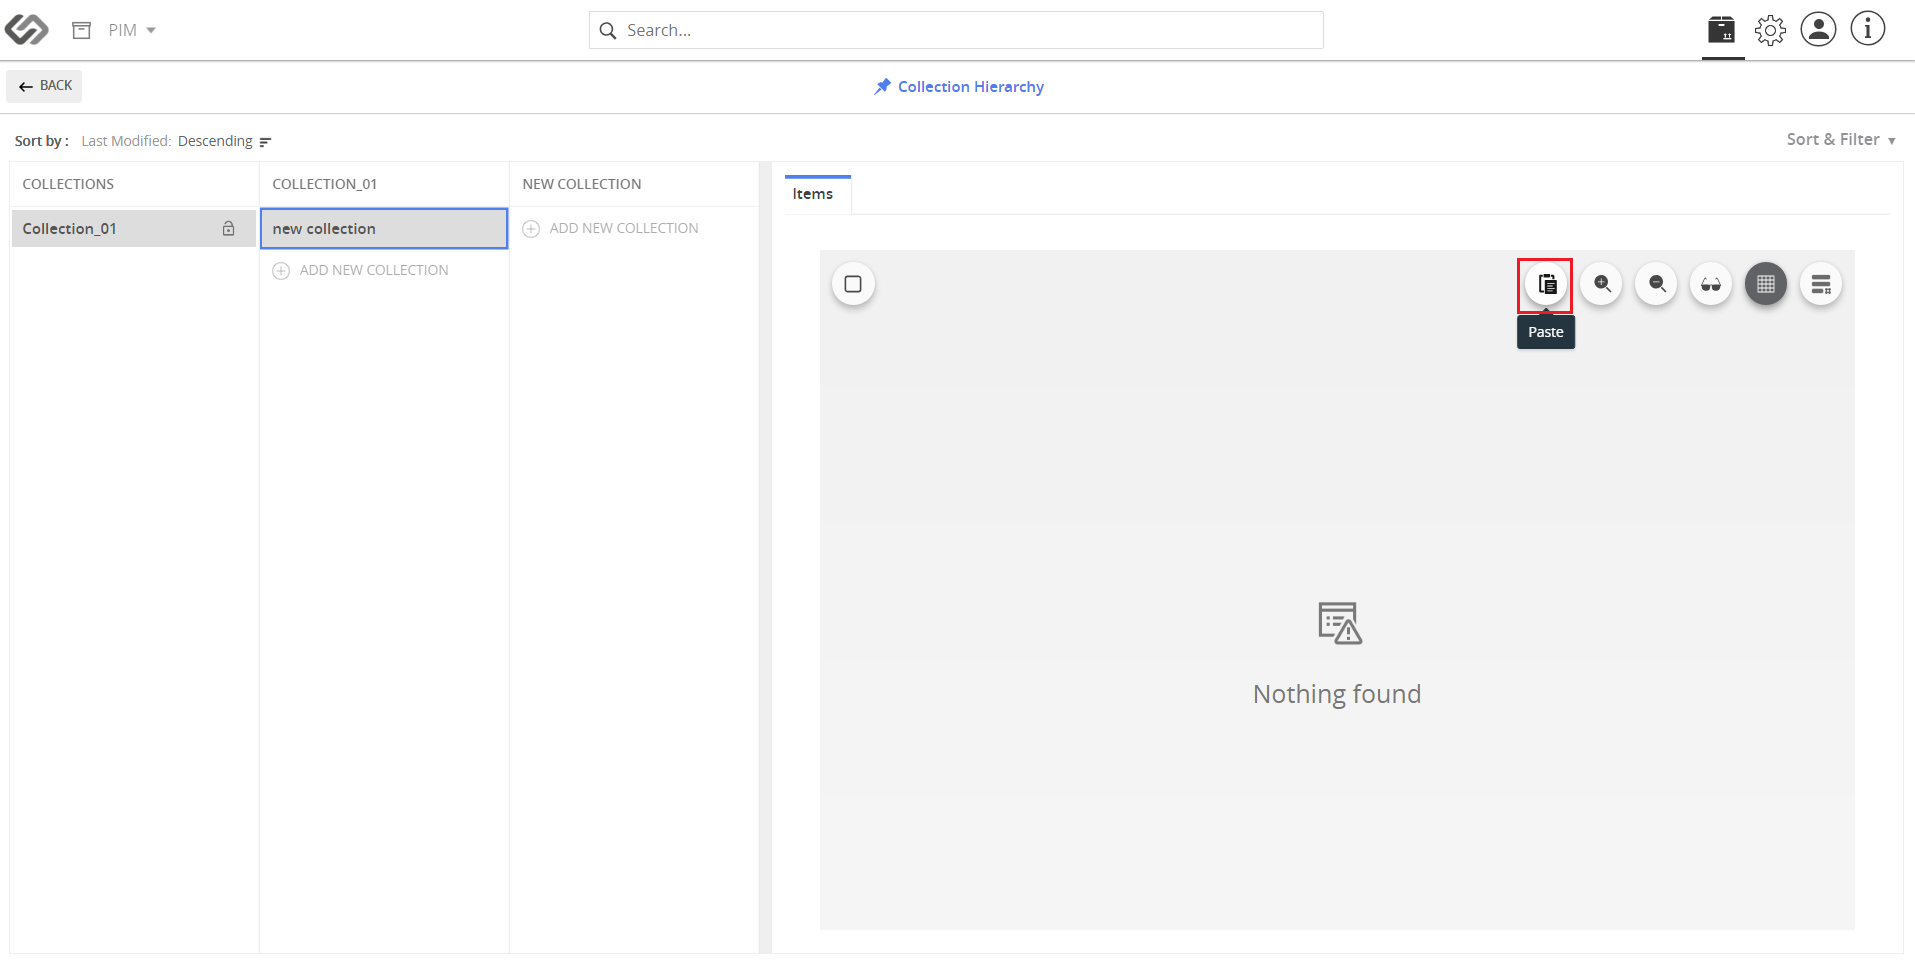 PIM
Search...
BACK
Collection Hierarchy
Sort by : Last Modified: Descending
Sort & Filter
COLLECTIONS
COLLECTION_01
NEW COLLECTION
Items
Collection_01
new collection
ADD NEW COLLECTION
ADD NEW COLLECTION
Paste
Nothing found